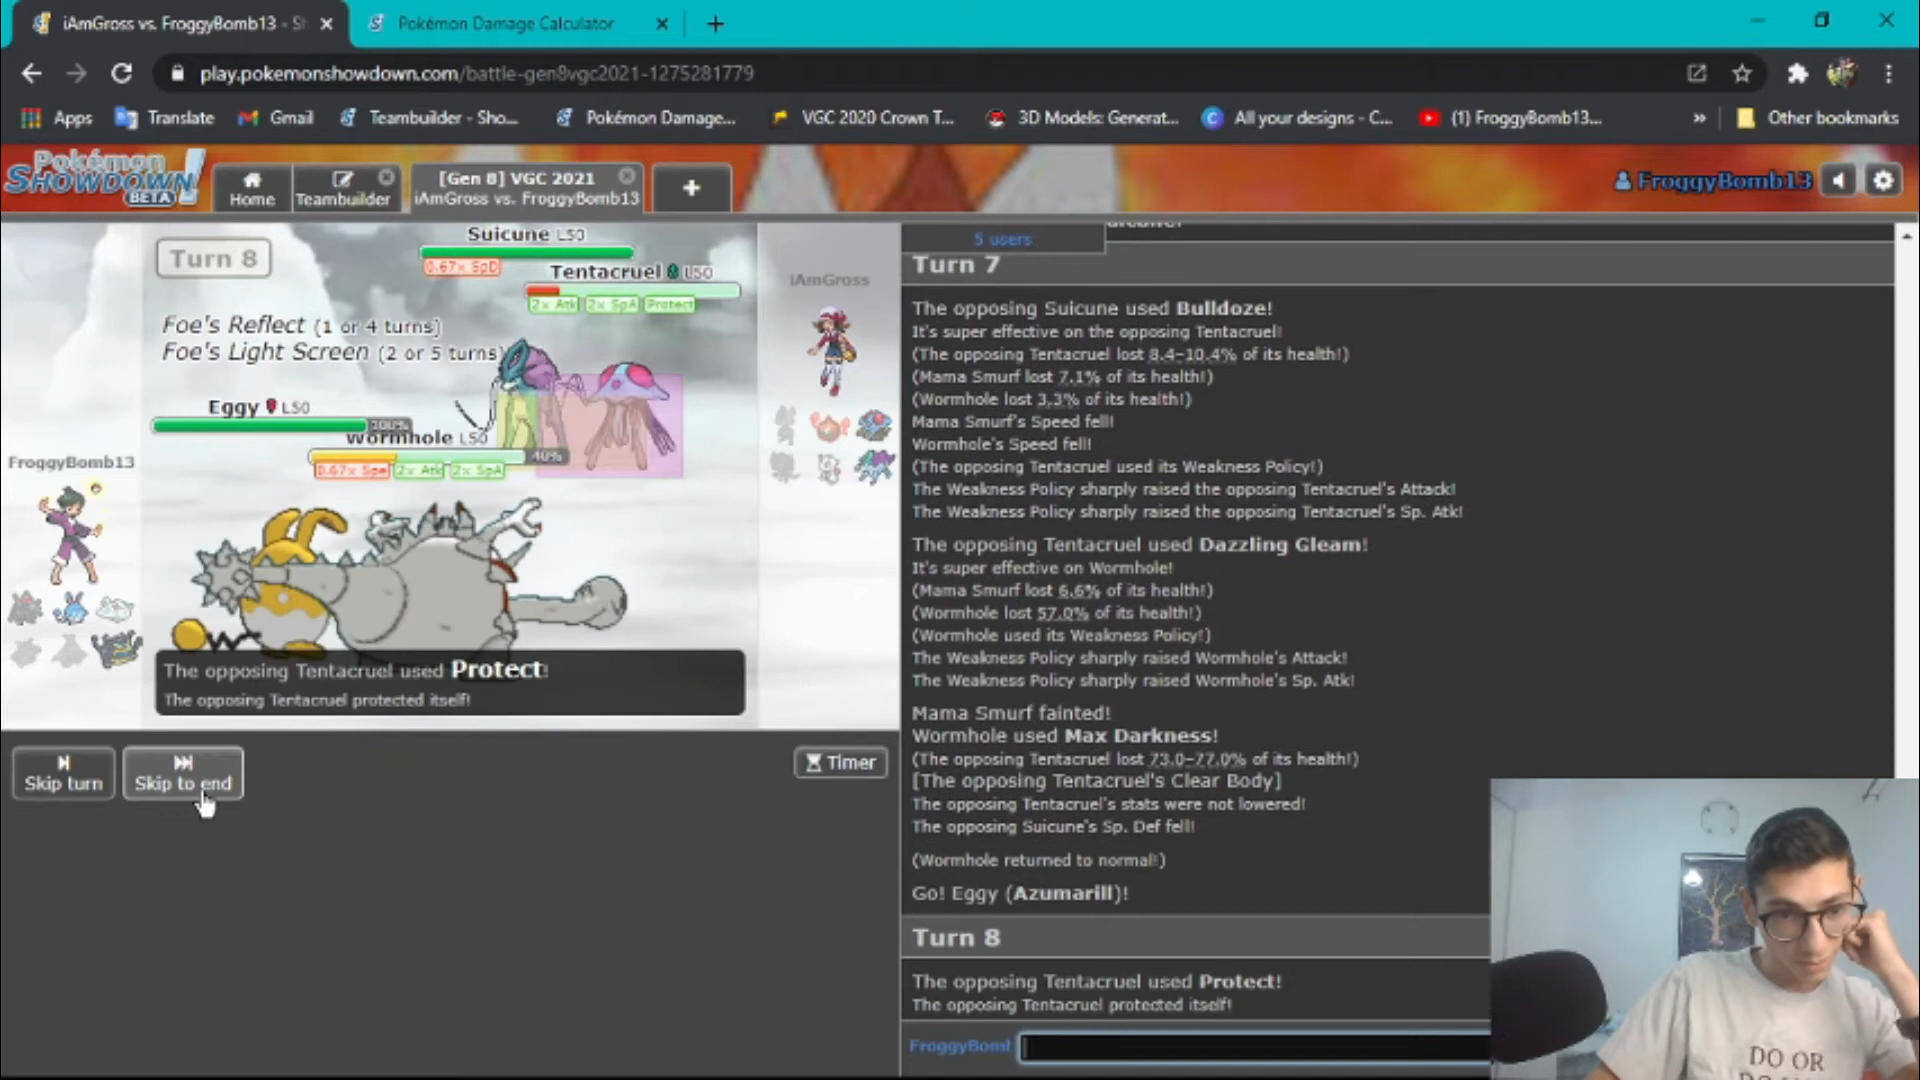 iAmGross vs. FroggyBomb13 - Sh
Pokémon Damage Calculator
play.pokemonshowdown.com/battle-gen8vgc2021-1275281779
Apps
Translate
Gmail
Teambuilder - Sho...
Pokémon Damage...
VGC 2020 Crown T...
3D Models: Generat...
All your designs - C...
(1) FroggyBomb13...
Other bookmarks
Pokémon
SHOWDOWN!
BETA
Home
Teambuilder
[Gen 8] VGC 2021
iAmGross vs. FroggyBomb13
FroggyBomb13
Turn 8
Suicune L50
0.67× SpD
Tentacruel L50
2× Atk 2× SpA Protect
Foe's Reflect (1 or 4 turns)
Foe's Light Screen (2 or 5 turns)
Eggy L50
100%
Wormhole L50
40%
0.67× Spe 2× Atk 2× SpA
FroggyBomb13
iAmGross
The opposing Tentacruel used Protect!
The opposing Tentacruel protected itself!
Skip turn
Skip to end
Timer
5 users
Turn 7
The opposing Suicune used Bulldoze!
It's super effective on the opposing Tentacruel!
(The opposing Tentacruel lost 8.4-10.4% of its health!)
(Mama Smurf lost 7.1% of its health!)
(Wormhole lost 3.3% of its health!)
Mama Smurf's Speed fell!
Wormhole's Speed fell!
(The opposing Tentacruel used its Weakness Policy!)
The Weakness Policy sharply raised the opposing Tentacruel's Attack!
The Weakness Policy sharply raised the opposing Tentacruel's Sp. Atk!
The opposing Tentacruel used Dazzling Gleam!
It's super effective on Wormhole!
(Mama Smurf lost 6.6% of its health!)
(Wormhole lost 57.0% of its health!)
(Wormhole used its Weakness Policy!)
The Weakness Policy sharply raised Wormhole's Attack!
The Weakness Policy sharply raised Wormhole's Sp. Atk!
Mama Smurf fainted!
Wormhole used Max Darkness!
(The opposing Tentacruel lost 73.0-77.0% of its health!)
[The opposing Tentacruel's Clear Body]
The opposing Tentacruel's stats were not lowered!
The opposing Suicune's Sp. Def fell!
(Wormhole returned to normal!)
Go! Eggy (Azumarill)!
Turn 8
The opposing Tentacruel used Protect!
The opposing Tentacruel protected itself!
FroggyBomb
DO OR